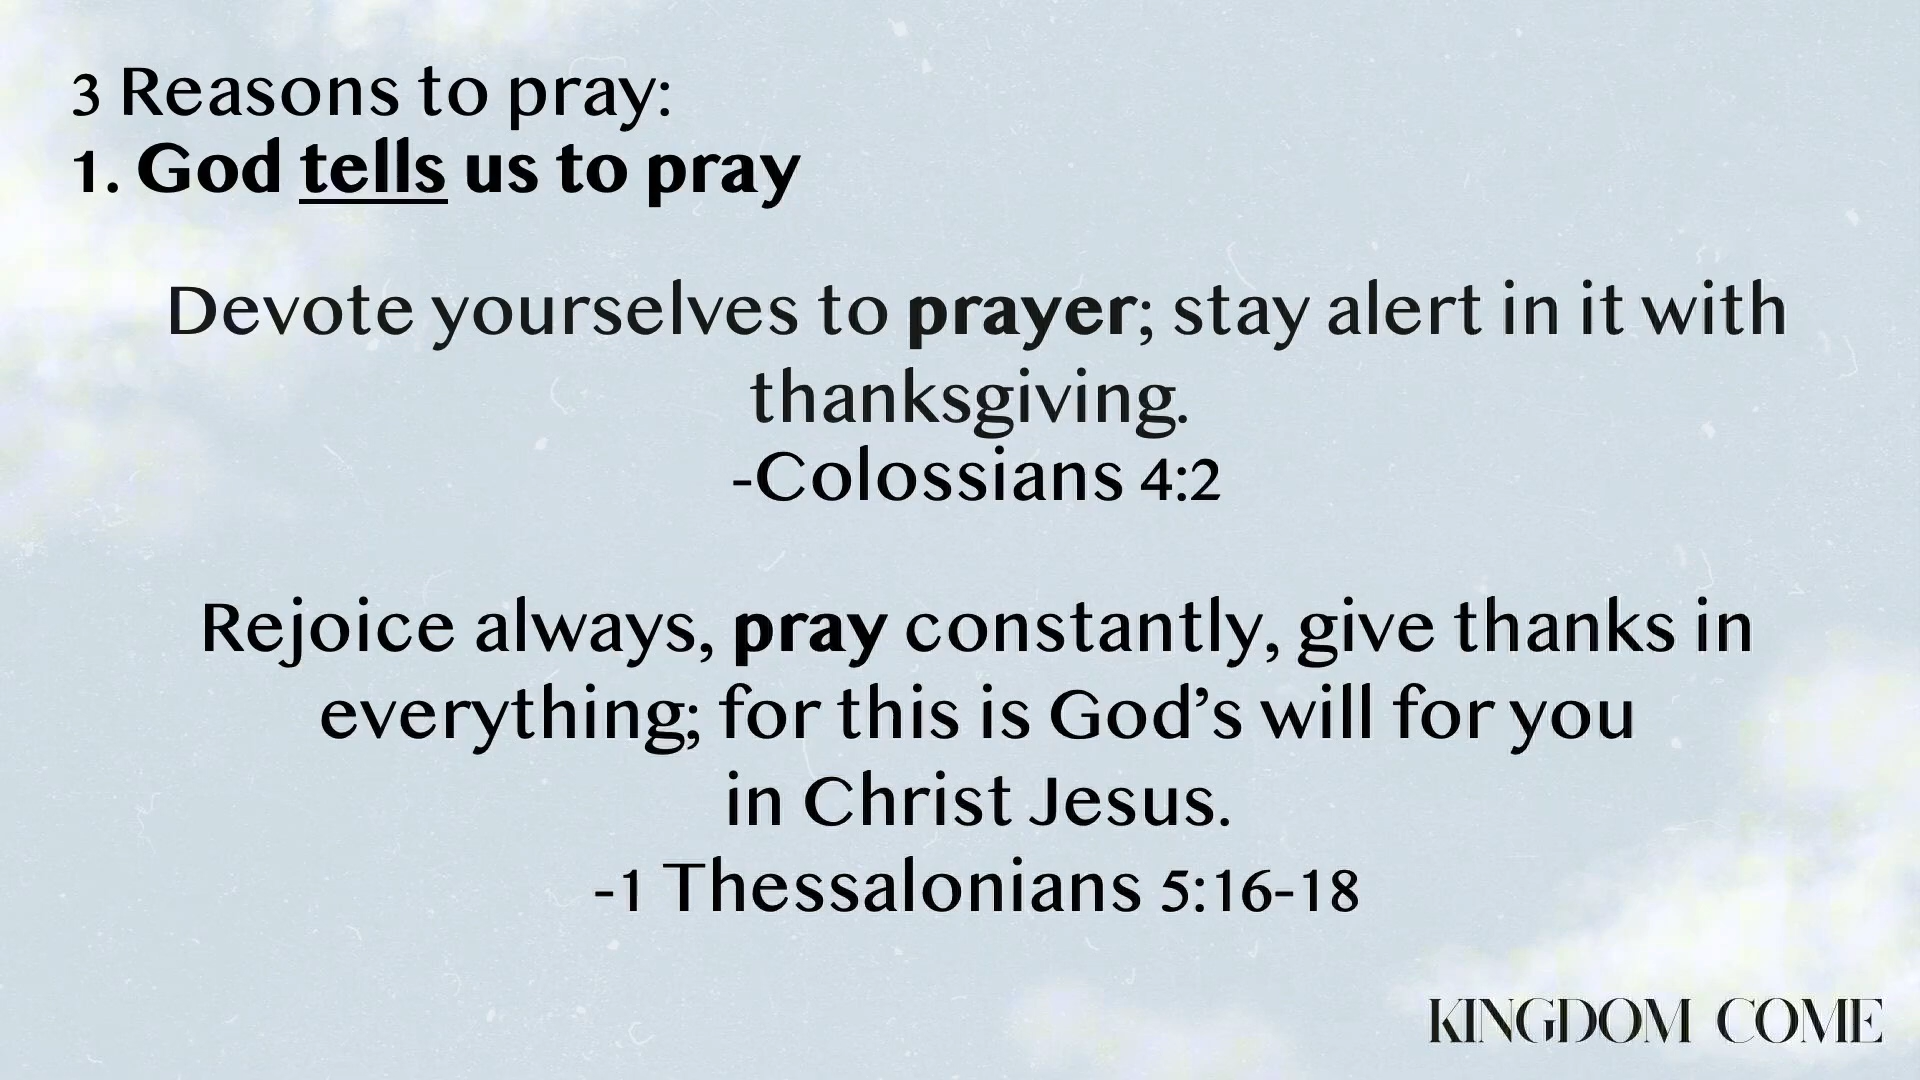 3 Reasons to pray:
1. God tells us to pray
Devote yourselves to prayer; stay alert in it with
thanksgiving.
-Colossians 4:2
Rejoice always, pray constantly, give thanks in
everything; for this is God’s will for you
in Christ Jesus.
-1 Thessalonians 5:16-18
KINGDOM COME